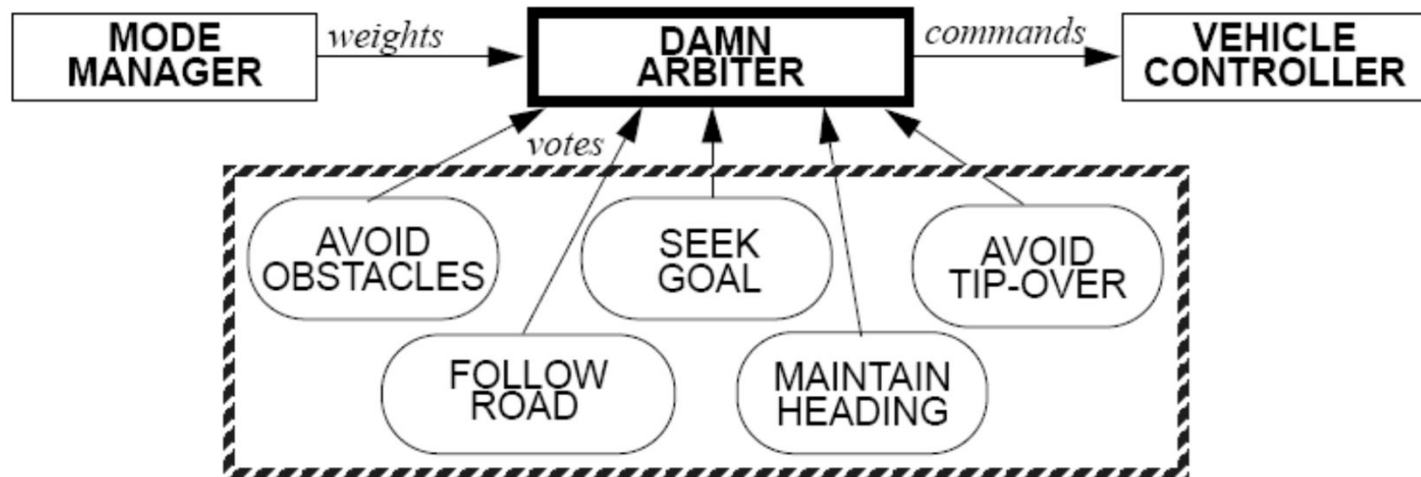 MODE
MANAGER
weights
DAMN
ARBITER
commands
VEHICLE
CONTROLLER
votes
AVOID
OBSTACLES
SEEK
GOAL
AVOID
TIP-OVER
FOLLOW
ROAD
MAINTAIN
HEADING